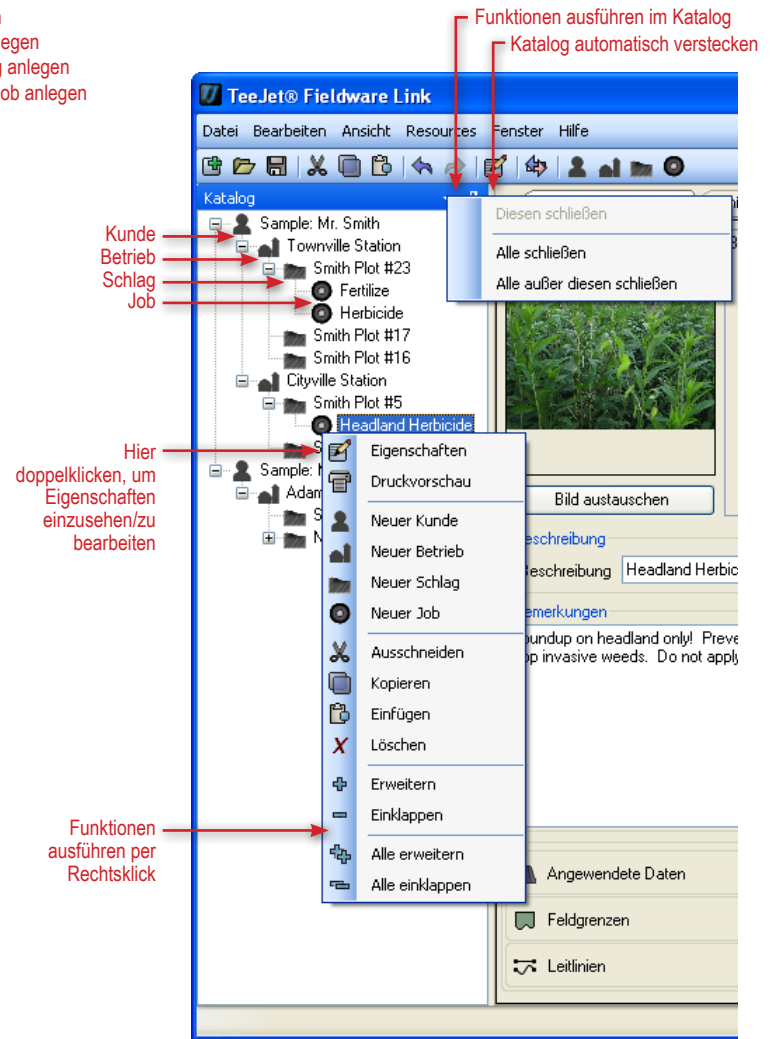 Funktionen ausführen im Katalog
Katalog automatisch verstecken
anlegen
ob anlegen
TeeJet® Fieldware Link
Datei Bearbeiten Ansicht Resources Fenster Hilfe
Katalog
Diesen schließen
Alle schließen
Alle außer diesen schließen
Kunde
Betrieb
Schlag
Job
Sample: Mr. Smith
Townville Station
Smith Plot #23
Fertilize
Herbicide
Smith Plot #17
Smith Plot #16
Cityville Station
Smith Plot #5
Headland Herbicide
S
Sample: M
Adam
S
N
Hier
doppelklicken, um
Eigenschaften
einzusehen/zu
bearbeiten
Eigenschaften
Druckvorschau
Neuer Kunde
Neuer Betrieb
Neuer Schlag
Neuer Job
Ausschneiden
Kopieren
Einfügen
Löschen
Erweitern
Einklappen
Alle erweitern
Alle einklappen
Funktionen
ausführen per
Rechtsklick
Bild austauschen
eschreibung
eschreibung Headland Herbic
emerkungen
undup on headland only! Preve
op invasive weeds. Do not apply
Angewendete Daten
Feldgrenzen
Leitlinien